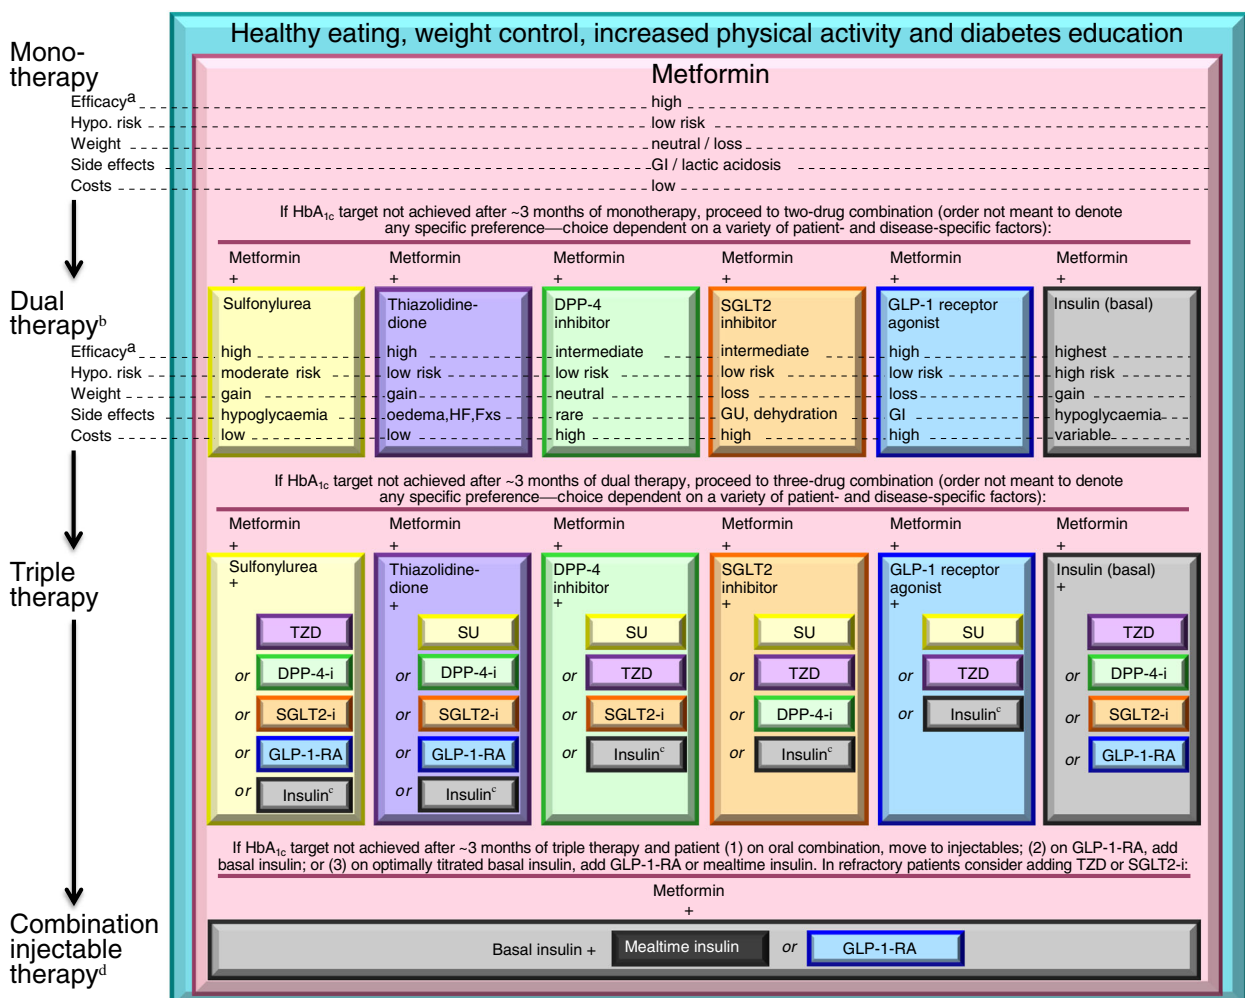 Healthy eating, weight control, increased physical activity and diabetes education
Mono-
therapy
Metformin
Efficacya high
Hypo. risk low risk
Weight neutral / loss
Side effects GI / lactic acidosis
Costs low
If HbA1c target not achieved after ~3 months of monotherapy, proceed to two-drug combination (order not meant to denote
any specific preference—choice dependent on a variety of patient- and disease-specific factors):
Metformin Metformin Metformin Metformin Metformin Metformin
+ + + + + +
Dual
therapyb
Sulfonylurea Thiazolidine- DPP-4 SGLT2 GLP-1 receptor Insulin (basal)
dione inhibitor inhibitor agonist
Efficacya high high intermediate intermediate high highest
Hypo. risk moderate risk low risk low risk low risk low risk high risk
Weight gain gain neutral loss loss gain
Side effects hypoglycaemia oedema,HF,Fxs rare GU, dehydration GI hypoglycaemia
Costs low low high high high variable
If HbA1c target not achieved after ~3 months of dual therapy, proceed to three-drug combination (order not meant to denote
any specific preference—choice dependent on a variety of patient- and disease-specific factors):
Metformin Metformin Metformin Metformin Metformin Metformin
+ + + + + +
Triple
therapy
Sulfonylurea Thiazolidine- DPP-4 SGLT2 GLP-1 receptor Insulin (basal)
+ dione inhibitor inhibitor agonist +
+ + + +
TZD SU SU SU SU TZD
or DPP-4-i or DPP-4-i or TZD or TZD or TZD or DPP-4-i
or SGLT2-i or SGLT2-i or SGLT2-i or DPP-4-i or Insulinc or SGLT2-i
or GLP-1-RA or GLP-1-RA or Insulinc or Insulinc or GLP-1-RA
or Insulinc or Insulinc
If HbA1c target not achieved after ~3 months of triple therapy and patient (1) on oral combination, move to injectables; (2) on GLP-1-RA, add
basal insulin; or (3) on optimally titrated basal insulin, add GLP-1-RA or mealtime insulin. In refractory patients consider adding TZD or SGLT2-i:
Metformin
+
Combination
injectable
therapyd
Basal insulin + Mealtime insulin or GLP-1-RA